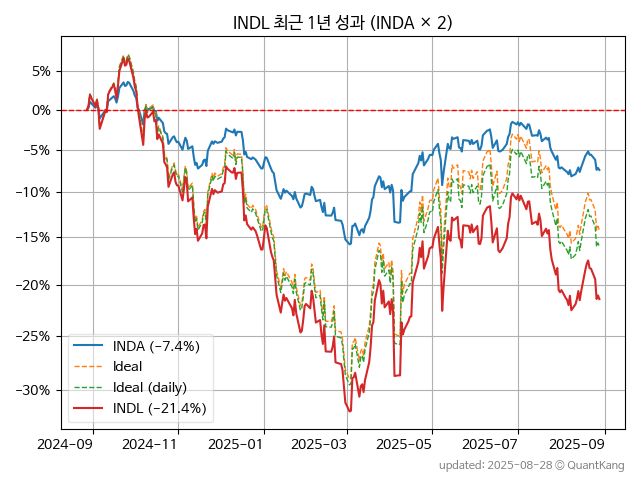 INDL 최근 1년 성과 (INDA × 2)
5%
0%
−5%
−10%
−15%
−20%
−25%
−30%
INDA (−7.4%)
Ideal
Ideal (daily)
INDL (−21.4%)
2024-09
2024-11
2025-01
2025-03
2025-05
2025-07
2025-09
updated: 2025-08-28 © QuantKang